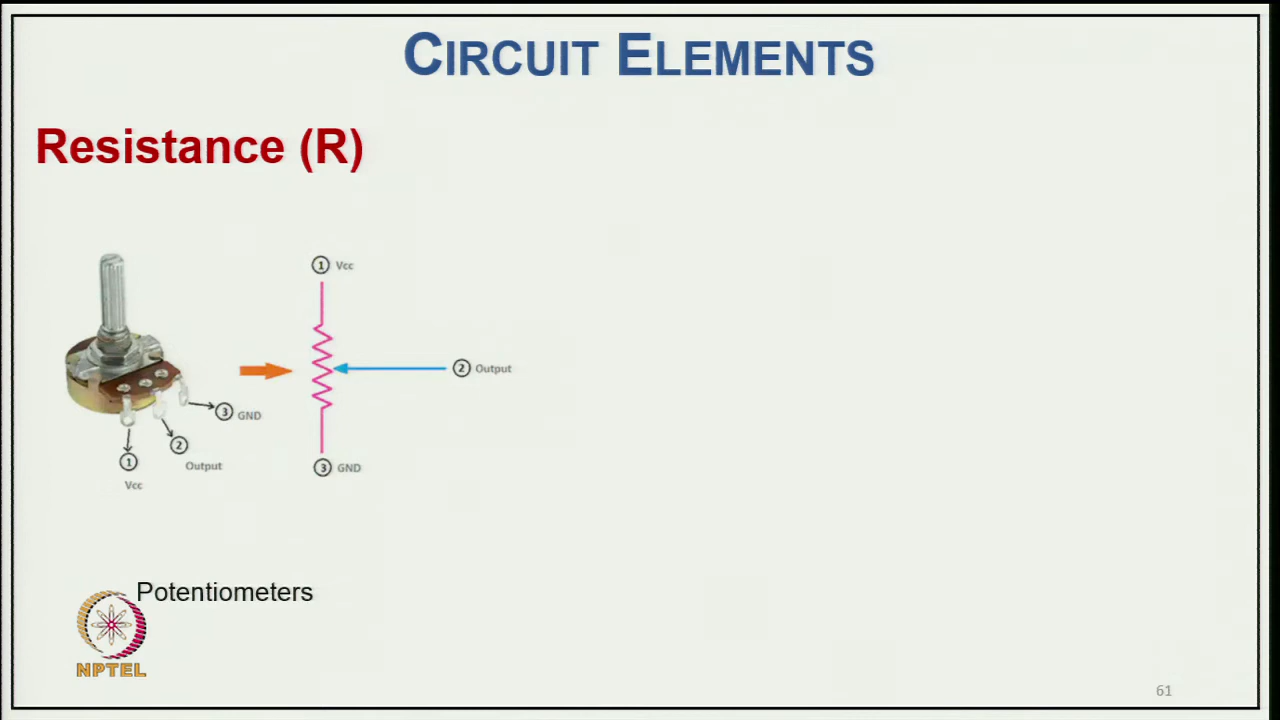 CIRCUIT ELEMENTS
Resistance (R)
1 Vcc
2 Output
3 GND
3 GND
2
Output
1
Vcc
Potentiometers
NPTEL
61